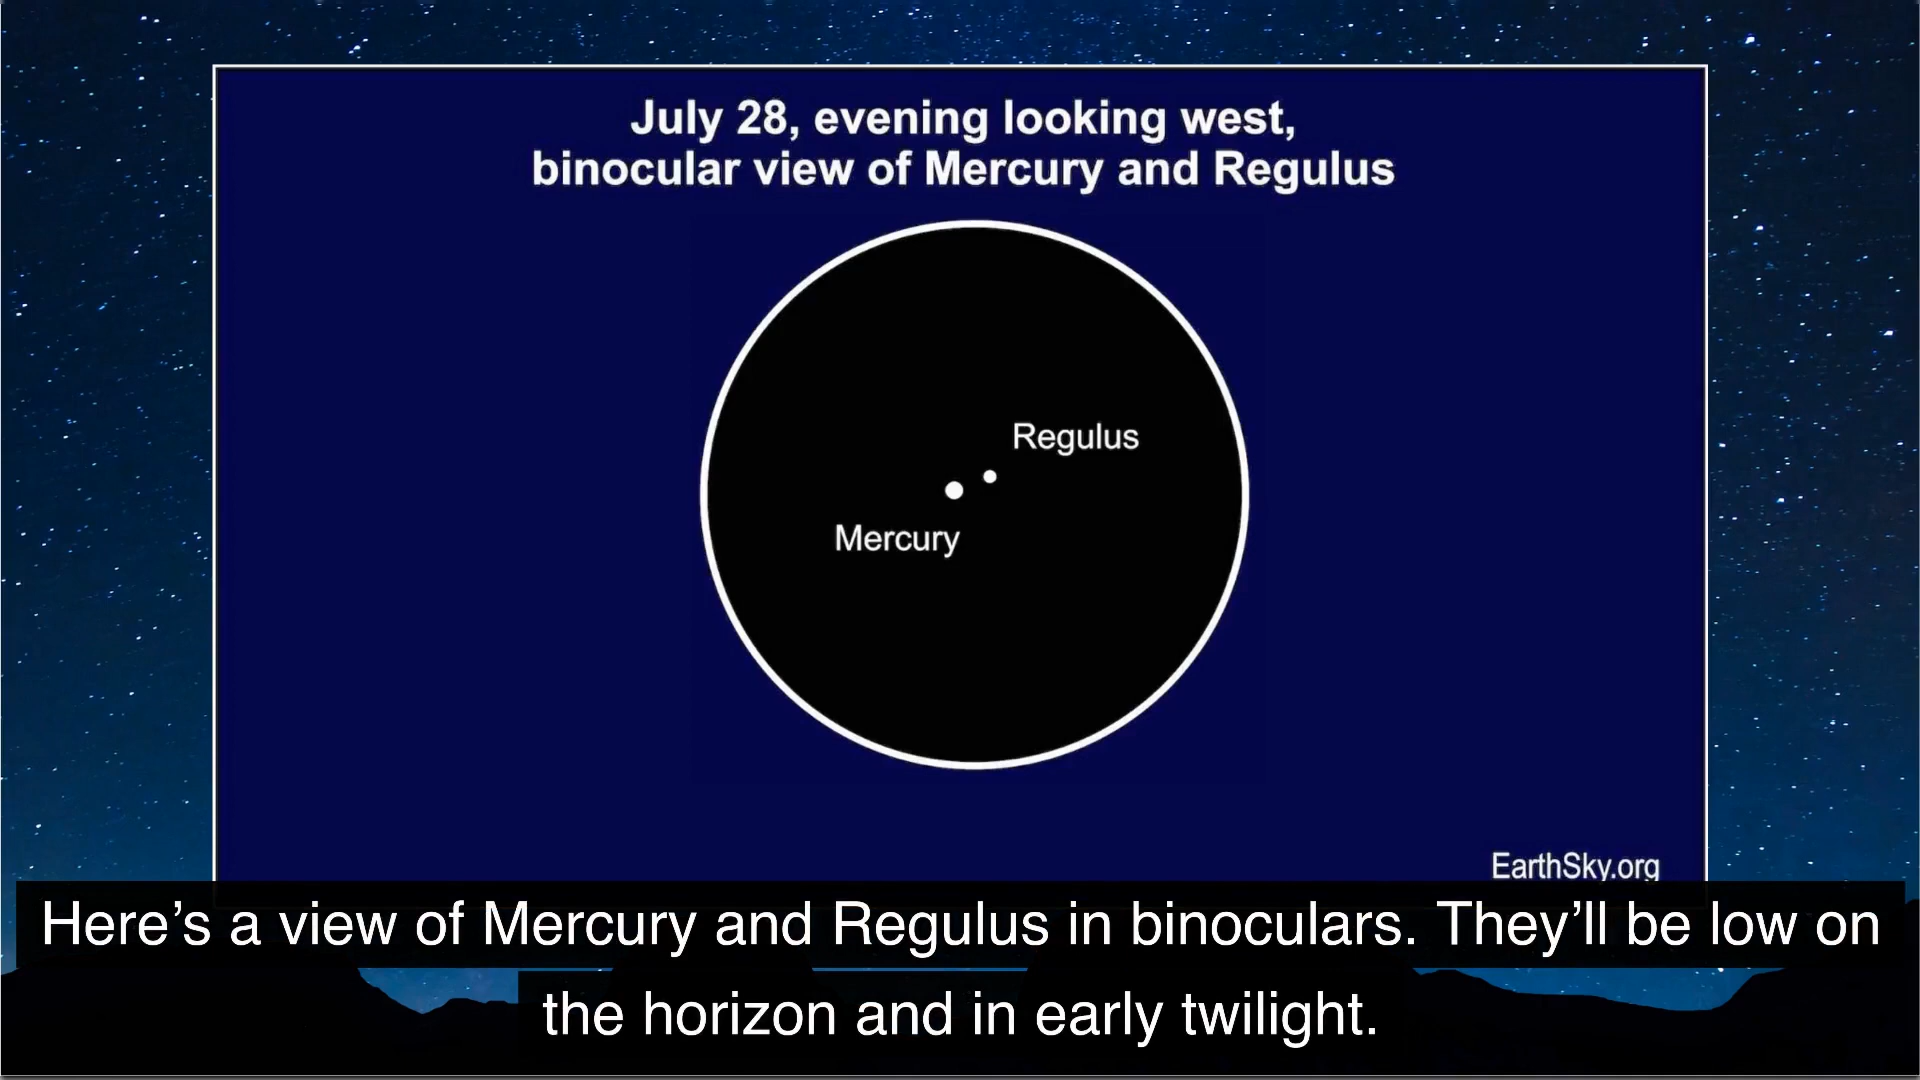 July 28, evening looking west,
binocular view of Mercury and Regulus
Regulus
Mercury
EarthSky.org
Here’s a view of Mercury and Regulus in binoculars. They’ll be low on
the horizon and in early twilight.